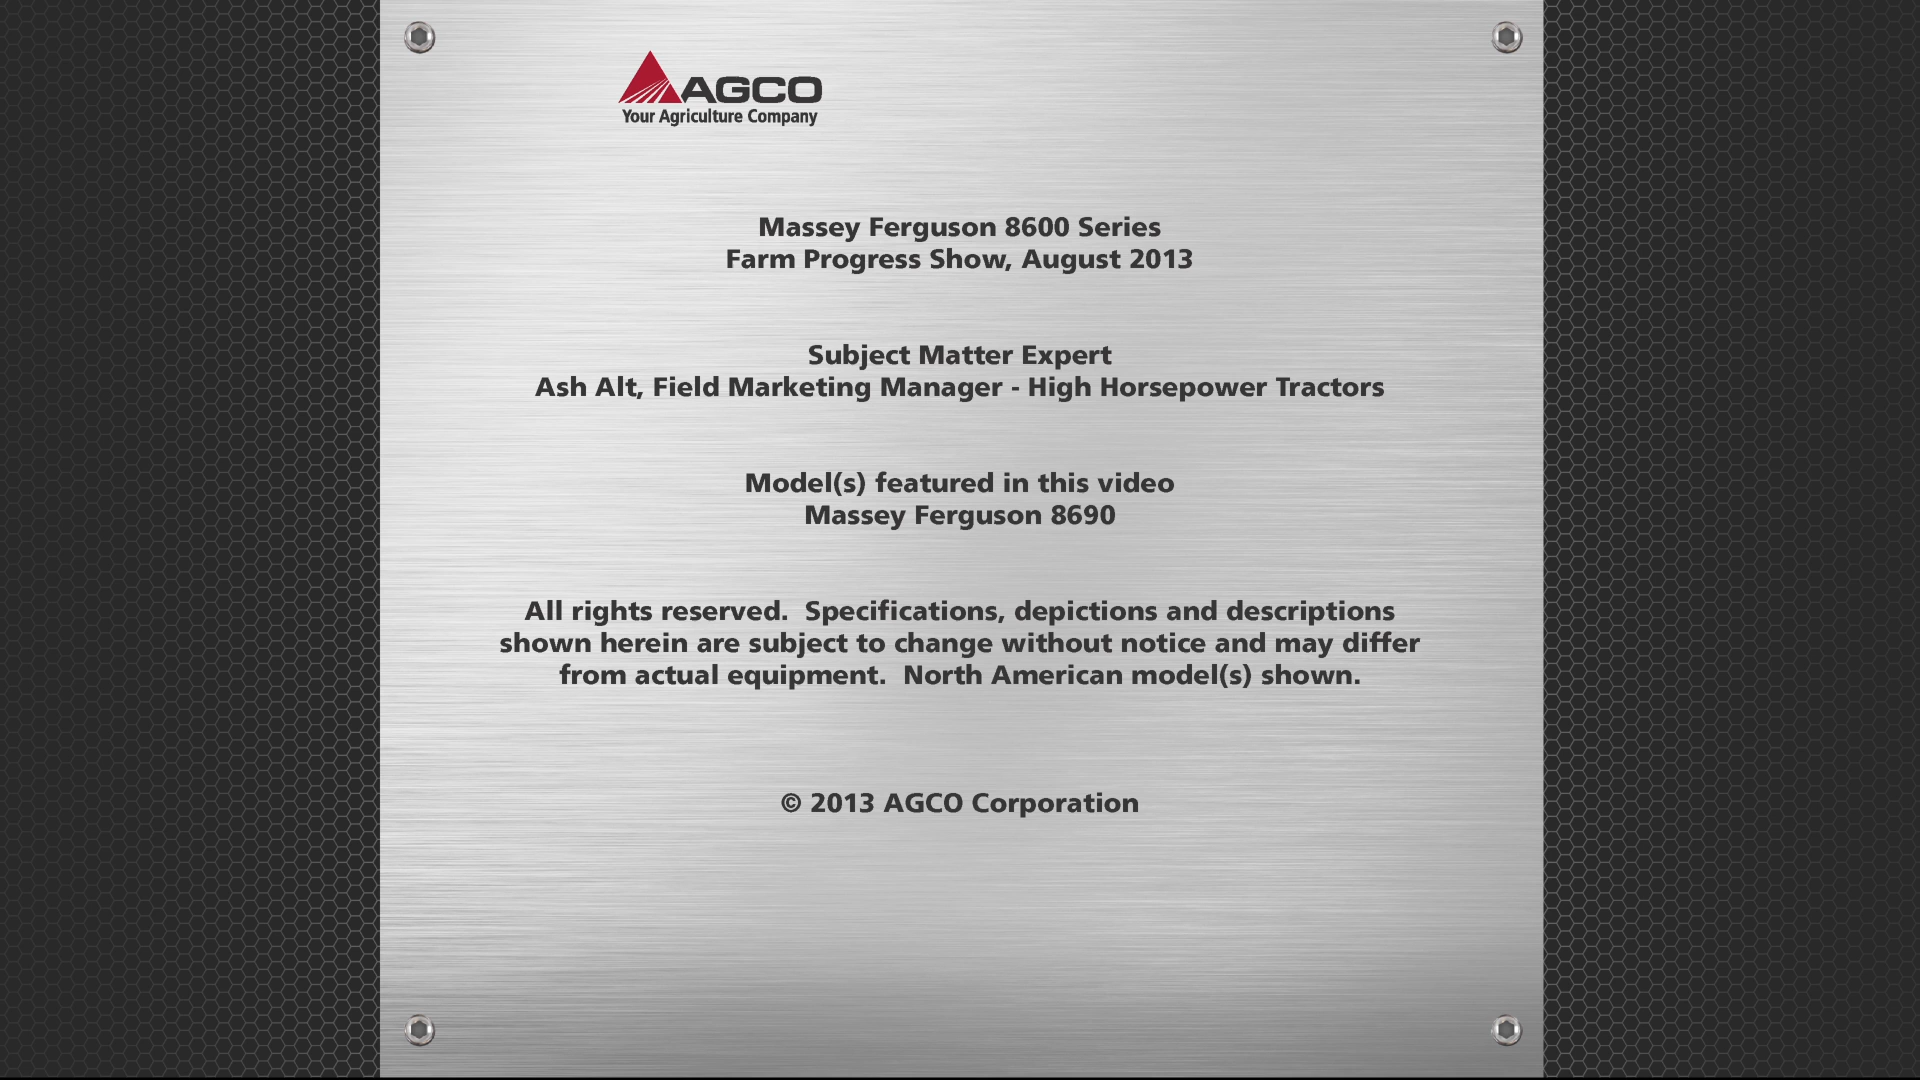 AGCO
Your Agriculture Company
Massey Ferguson 8600 Series
Farm Progress Show, August 2013
Subject Matter Expert
Ash Alt, Field Marketing Manager - High Horsepower Tractors
Model(s) featured in this video
Massey Ferguson 8690
All rights reserved.  Specifications, depictions and descriptions
shown herein are subject to change without notice and may differ
from actual equipment.  North American model(s) shown.
© 2013 AGCO Corporation